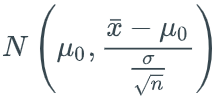 N(μ₀, (x̄ − μ₀)/(σ/√n))